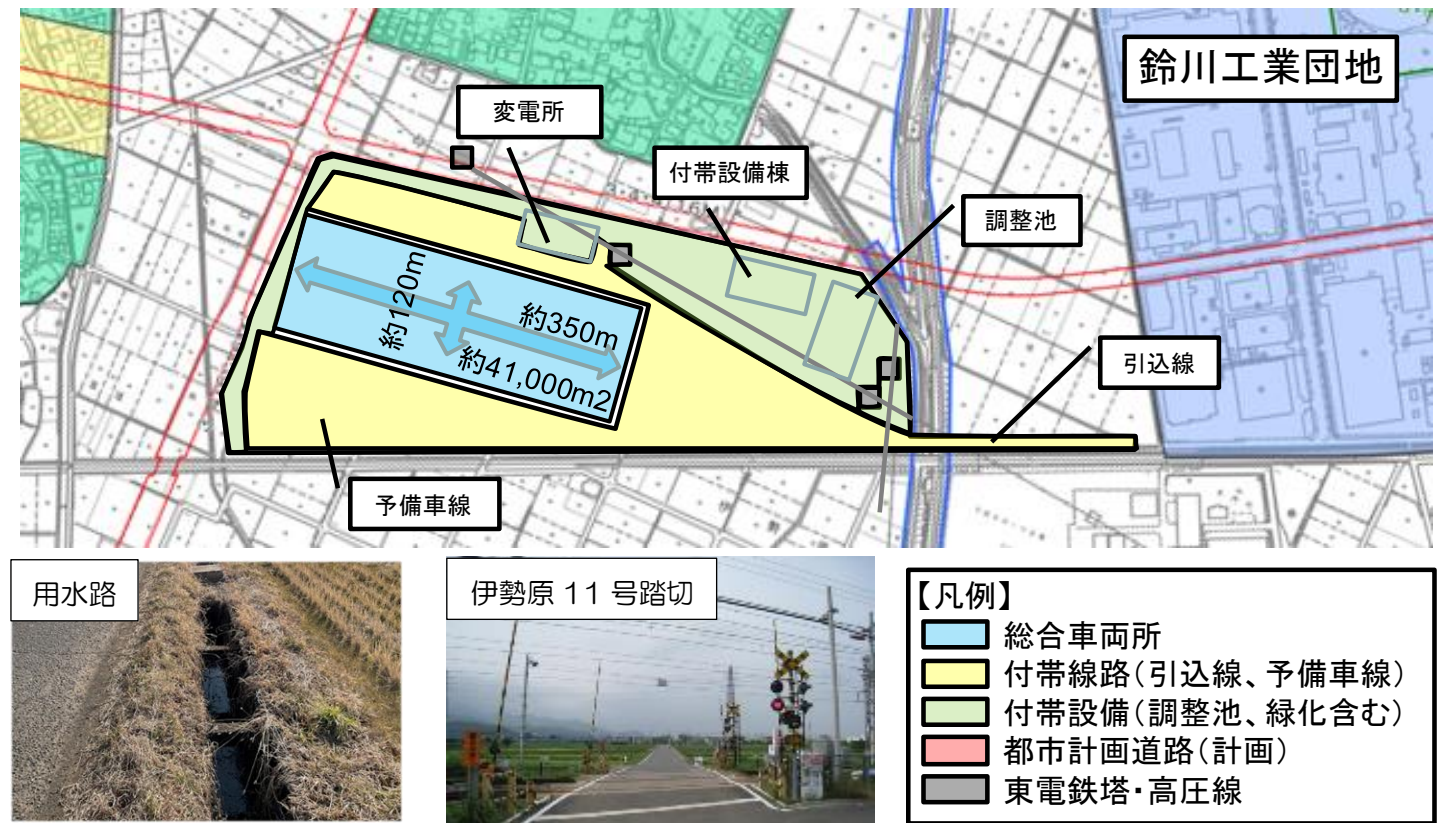 鈴川工業団地
変電所
付帯設備棟
調整池
約120m
約350m
約41,000m2
引込線
予備車線
用水路
伊勢原 11 号踏切
【凡例】
総合車両所
付帯線路(引込線、予備車線)
付帯設備(調整池、緑化含む)
都市計画道路(計画)
東電鉄塔・高圧線